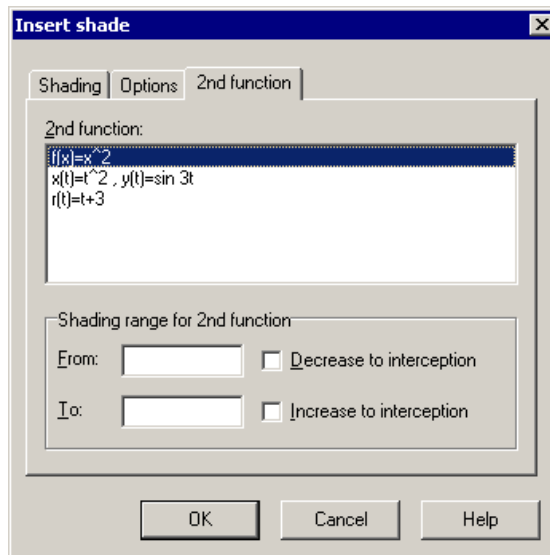 Insert shade
Shading Options 2nd function
2nd function:
f(x)=x^2
x(t)=t^2 , y(t)=sin 3t
r(t)=t+3
Shading range for 2nd function
From: Decrease to interception
To: Increase to interception
OK Cancel Help